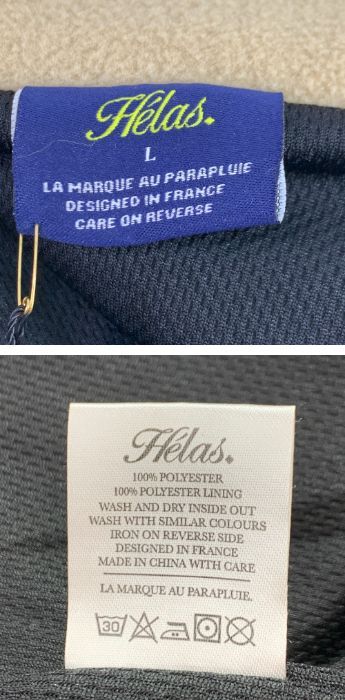 Hélas.
L
LA MARQUE AU PARAPLUIE
DESIGNED IN FRANCE
CARE ON REVERSE
Hélas.
100% POLYESTER
100% POLYESTER LINING
WASH AND DRY INSIDE OUT
WASH WITH SIMILAR COLOURS
IRON ON REVERSE SIDE
DESIGNED IN FRANCE
MADE IN CHINA WITH CARE
LA MARQUE AU PARAPLUIE.
30